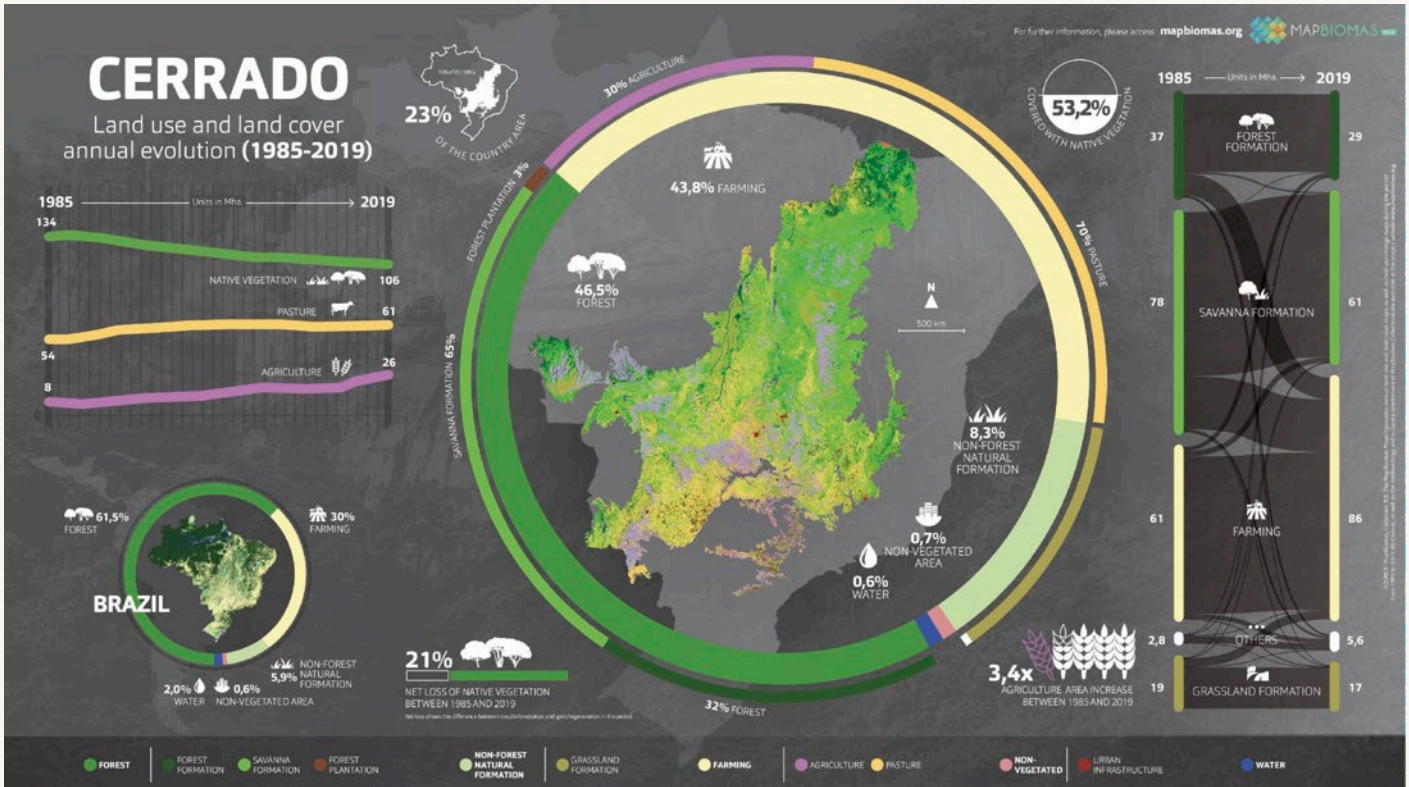 CERRADO
Land use and land cover
annual evolution (1985-2019)
1985
Units in Mha.
2019
134
NATIVE VEGETATION
106
PASTURE
61
54
AGRICULTURE
26
8
0
FOREST
61,5%
30%
FARMING
BRAZIL
2,0%
WATER
0,6%
NON-VEGETATED AREA
5,9%
NON-FOREST
NATURAL
FORMATION
23%
OF THE COUNTRY AREA
30% AGRICULTURE
FOREST PLANTATION 3%
SAVANNA FORMATION 65%
32% FOREST
70% PASTURE
43,8% FARMING
46,5%
FOREST
N
500 km
8,3%
NON-FOREST
NATURAL
FORMATION
0,7%
NON-VEGETATED
AREA
0,6%
WATER
21%
NET LOSS OF NATIVE VEGETATION
BETWEEN 1985 AND 2019
3,4x
AGRICULTURE AREA INCREASE
BETWEEN 1985 AND 2019
For further information, please access mapbiomas.org
MAPBIOMAS
53,2%
COVERED WITH NATIVE VEGETATION
1985
Units in Mha.
2019
37
FOREST
FORMATION
29
78
SAVANNA FORMATION
61
61
FARMING
86
2,8
OTHERS
5,6
19
GRASSLAND FORMATION
17
FOREST
FOREST
FORMATION
SAVANNA
FORMATION
FOREST
PLANTATION
NON-FOREST
NATURAL
FORMATION
GRASSLAND
FORMATION
FARMING
AGRICULTURE
PASTURE
NON-
VEGETATED
URBAN
INFRASTRUCTURE
WATER